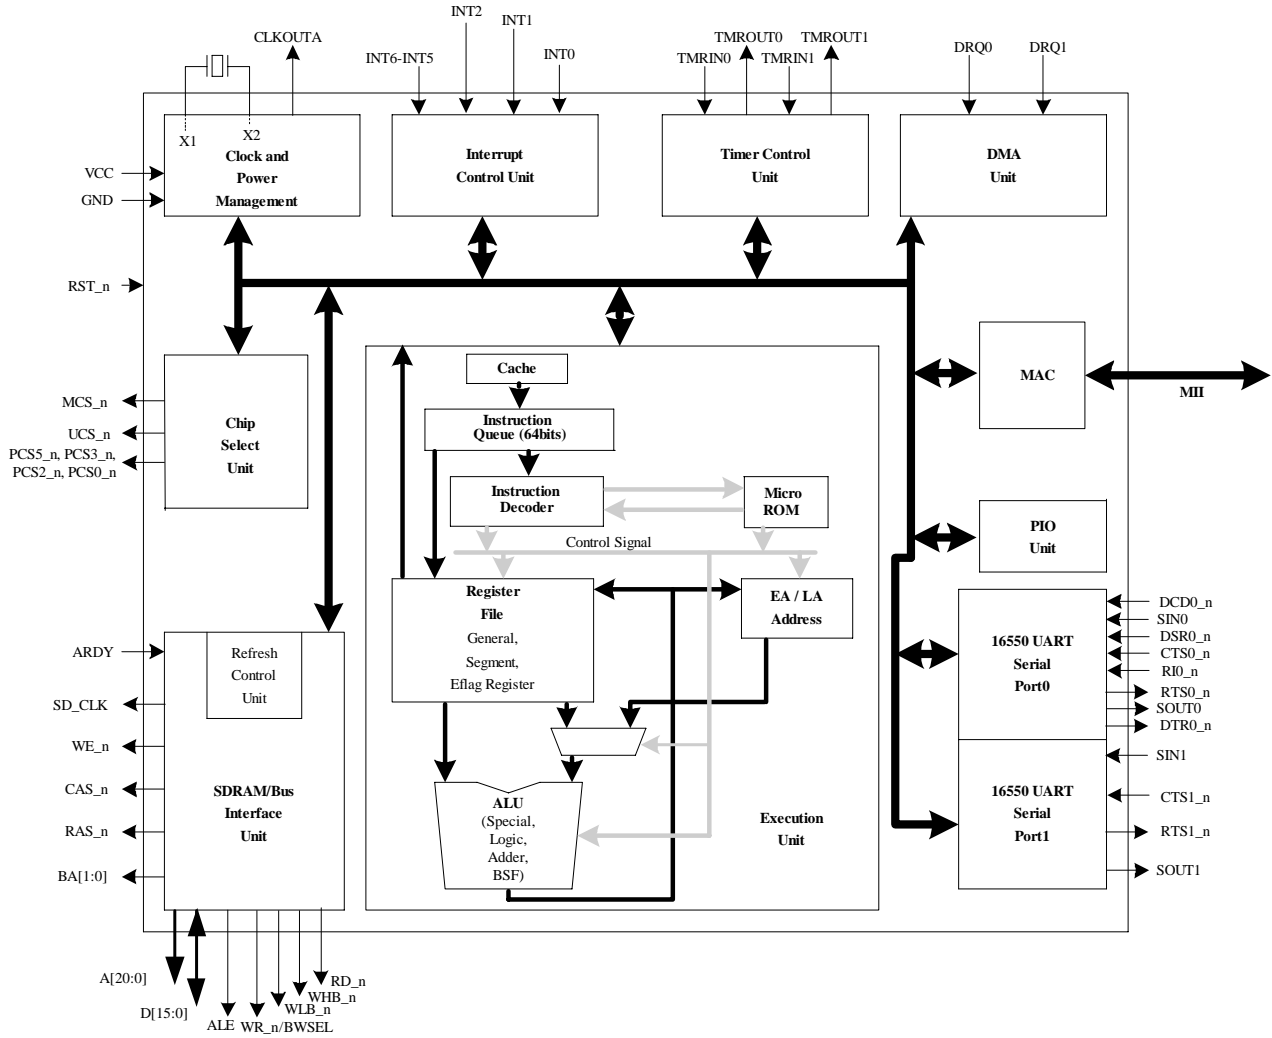 INT2
INT1
CLKOUTA
INT6-INT5
INT0
TMROUT0
TMROUT1
TMRIN0
TMRIN1
DRQ0
DRQ1
X1
X2
Clock and
Power
Management
VCC
GND
Interrupt
Control Unit
Timer Control
Unit
DMA
Unit
RST_n
MAC
MII
MCS_n
UCS_n
PCS5_n, PCS3_n,
PCS2_n, PCS0_n
Chip
Select
Unit
Cache
Instruction
Queue (64bits)
Instruction
Decoder
Micro
ROM
Control Signal
Register
File
General,
Segment,
Eflag Register
EA / LA
Address
ALU
(Special,
Logic,
Adder,
BSF)
Execution
Unit
PIO
Unit
16550 UART
Serial
Port0
DCD0_n
SIN0
DSR0_n
CTS0_n
RI0_n
RTS0_n
SOUT0
DTR0_n
16550 UART
Serial
Port1
SIN1
CTS1_n
RTS1_n
SOUT1
Refresh
Control
Unit
SDRAM/Bus
Interface
Unit
ARDY
SD_CLK
WE_n
CAS_n
RAS_n
BA[1:0]
A[20:0]
D[15:0]
ALE
WR_n/BWSEL
WLB_n
WHB_n
RD_n